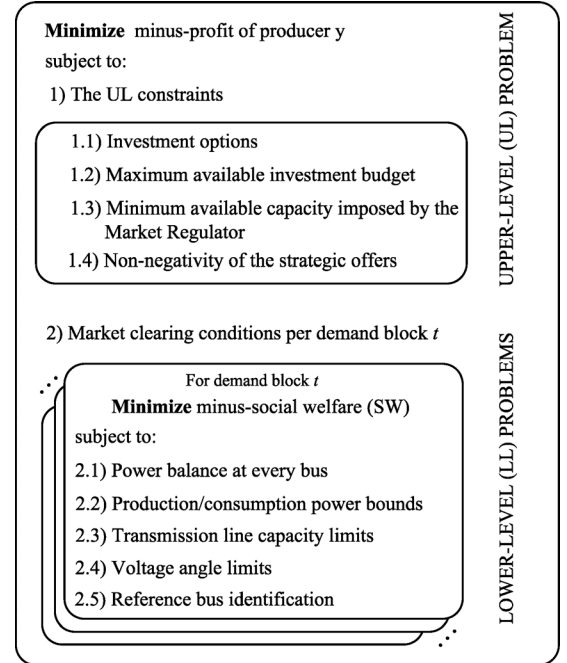 Minimize minus-profit of producer y
subject to:
1) The UL constraints
1.1) Investment options
1.2) Maximum available investment budget
1.3) Minimum available capacity imposed by the
Market Regulator
1.4) Non-negativity of the strategic offers
UPPER-LEVEL (UL) PROBLEM
2) Market clearing conditions per demand block t
For demand block t
Minimize minus-social welfare (SW)
subject to:
2.1) Power balance at every bus
2.2) Production/consumption power bounds
2.3) Transmission line capacity limits
2.4) Voltage angle limits
2.5) Reference bus identification
LOWER-LEVEL (LL) PROBLEMS